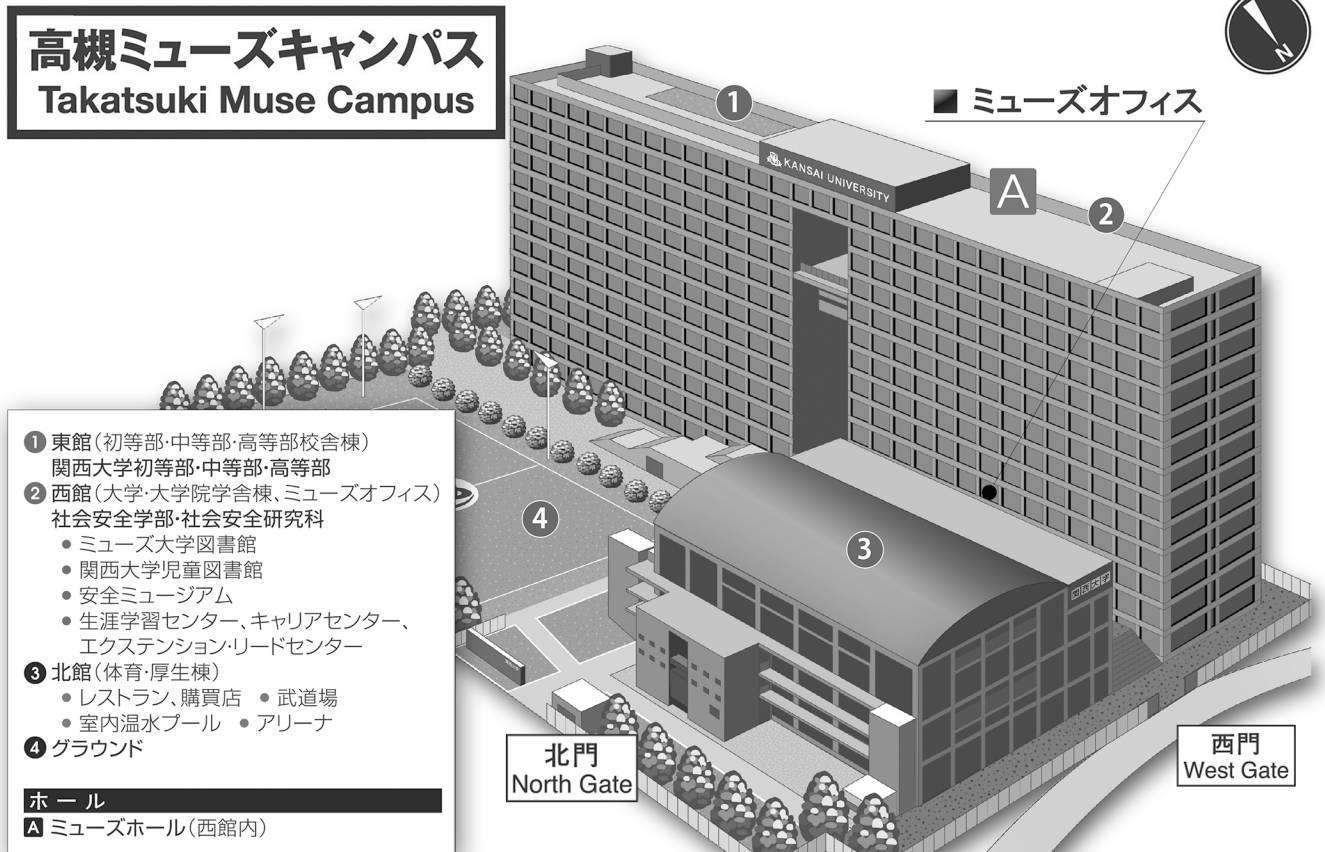 高槻ミューズキャンパス
Takatsuki Muse Campus
N
1
■ ミューズオフィス
KANSAI UNIVERSITY
A
2
4
3
関西大学
❶ 東館(初等部・中等部・高等部校舎棟)
関西大学初等部・中等部・高等部
❷ 西館(大学・大学院学舎棟、ミューズオフィス)
社会安全学部・社会安全研究科
● ミューズ大学図書館
● 関西大学児童図書館
● 安全ミュージアム
● 生涯学習センター、キャリアセンター、
エクステンション・リードセンター
❸ 北館(体育・厚生棟)
● レストラン、購買店 ● 武道場
● 室内温水プール ● アリーナ
❹ グラウンド
ホール
A ミューズホール(西館内)
北門
North Gate
西門
West Gate